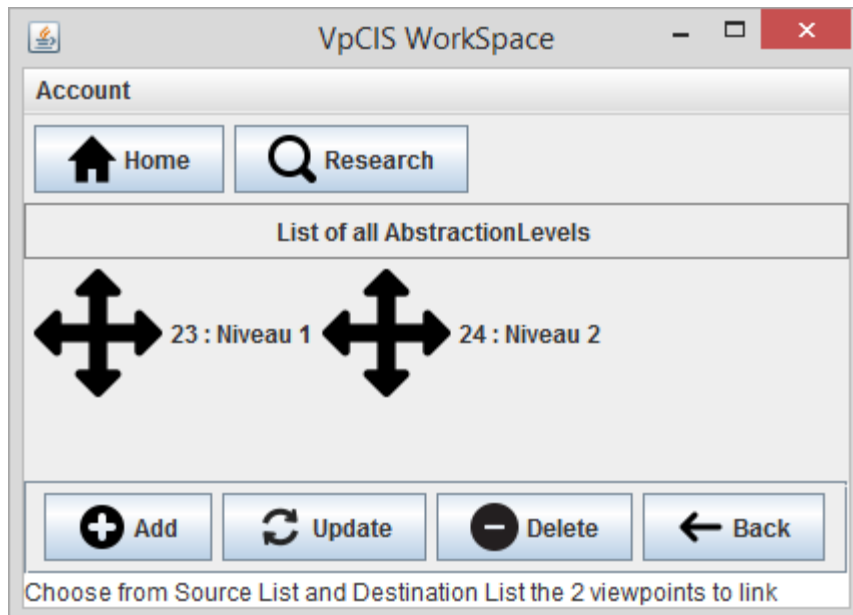 VpCIS WorkSpace
Account
Home Research
List of all AbstractionLevels
23 : Niveau 1 24 : Niveau 2
Add Update Delete Back
Choose from Source List and Destination List the 2 viewpoints to link